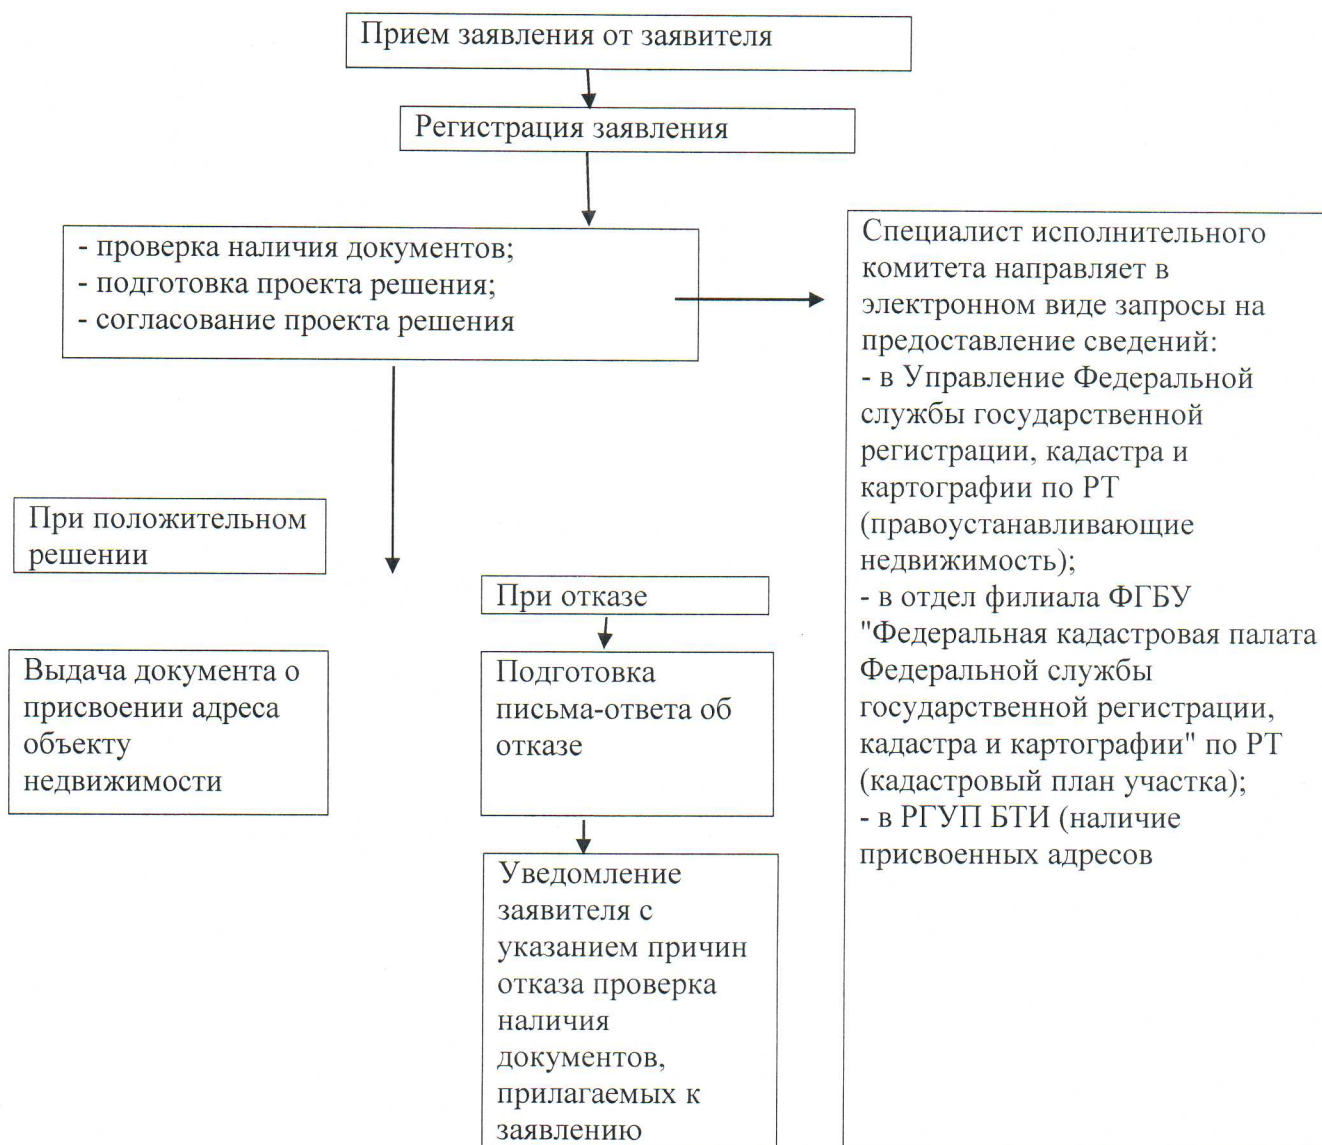 Прием заявления от заявителя
Регистрация заявления
- проверка наличия документов;
- подготовка проекта решения;
- согласование проекта решения
Специалист исполнительного
комитета направляет в
электронном виде запросы на
предоставление сведений:
- в Управление Федеральной
службы государственной
регистрации, кадастра и
картографии по РТ
(правоустанавливающие
недвижимость);
- в отдел филиала ФГБУ
"Федеральная кадастровая палата
Федеральной службы
государственной регистрации,
кадастра и картографии" по РТ
(кадастровый план участка);
- в РГУП БТИ (наличие
присвоенных адресов
При положительном
решении
Выдача документа о
присвоении адреса
объекту
недвижимости
При отказе
Подготовка
письма-ответа об
отказе
Уведомление
заявителя с
указанием причин
отказа проверка
наличия
документов,
прилагаемых к
заявлению